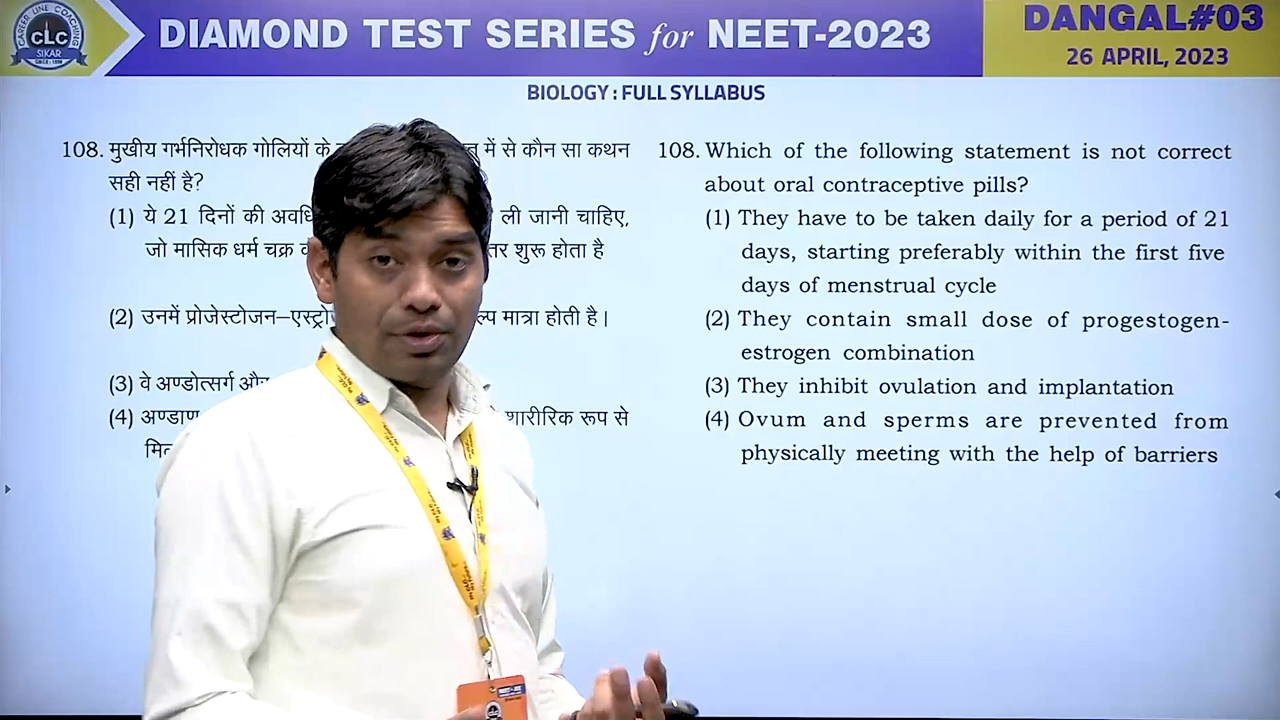 CAREER LINE COACHING
CLC
SIKAR
DIAMOND TEST SERIES for NEET-2023
DANGAL#03
26 APRIL, 2023
BIOLOGY : FULL SYLLABUS
108. मुखीय गर्भनिरोधक गोलियों के में से कौन सा कथन
सही नहीं है?
(1) ये 21 दिनों की ली जानी चाहिए,
जो मासिक धर्म चक्र शुरू होता है
(2) उनमें मात्रा होती है।
(3) वे अण्डोत्सर्ग
(4) शारीरिक रूप से
108. Which of the following statement is not correct
about oral contraceptive pills?
(1) They have to be taken daily for a period of 21
days, starting preferably within the first five
days of menstrual cycle
(2) They contain small dose of progestogen-
estrogen combination
(3) They inhibit ovulation and implantation
(4) Ovum and sperms are prevented from
physically meeting with the help of barriers